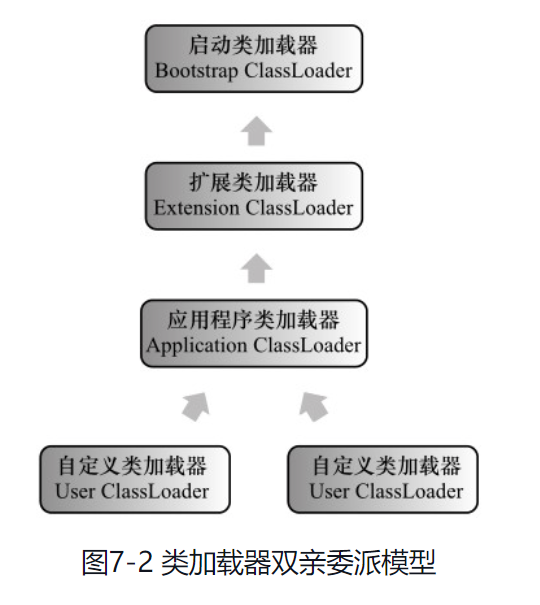 启动类加载器
Bootstrap ClassLoader
扩展类加载器
Extension ClassLoader
应用程序类加载器
Application ClassLoader
自定义类加载器
User ClassLoader
自定义类加载器
User ClassLoader
图7-2 类加载器双亲委派模型